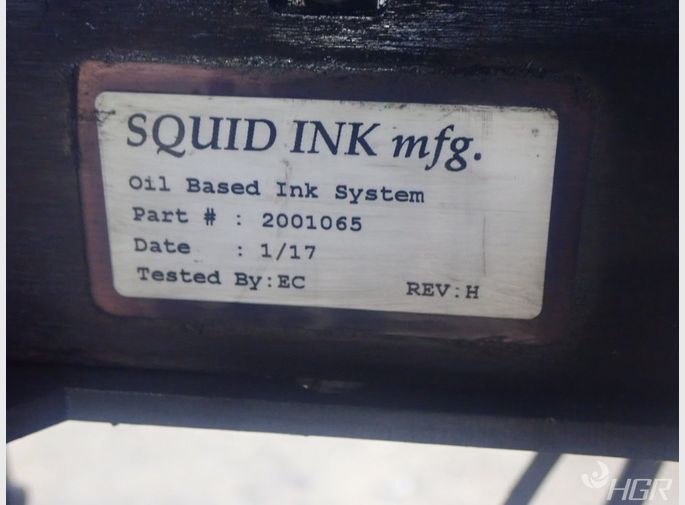 SQUID INK mfg.
Oil Based Ink System
Part # : 2001065
Date : 1/17
Tested By:EC REV:H
HGR